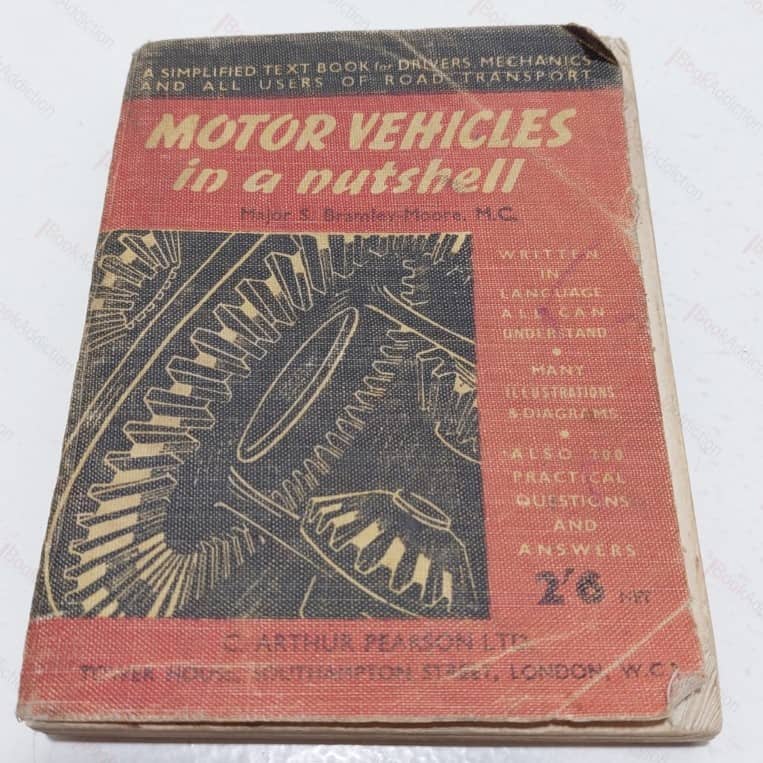 A SIMPLIFIED TEXT BOOK for DRIVERS MECHANICS
AND ALL USERS OF ROAD TRANSPORT
MOTOR VEHICLES
in a nutshell
Major S. Bramley-Moore, M.C.
WRITTEN
IN
LANGUAGE
ALL CAN
UNDERSTAND
•
MANY
ILLUSTRATIONS
& DIAGRAMS
•
ALSO 200
PRACTICAL
QUESTIONS
AND
ANSWERS
2'6 NET
C. ARTHUR PEARSON LTD.
TOWER HOUSE, SOUTHAMPTON STREET, LONDON, W.C.
BookAddiction